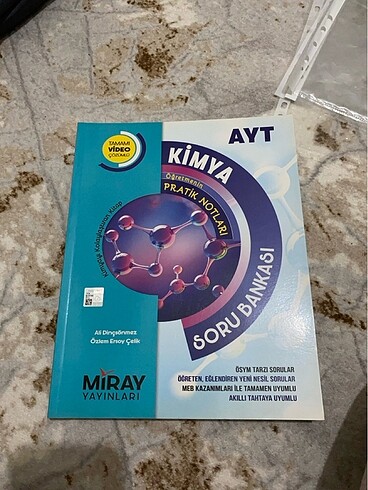 TAMAMI
VİDEO
ÇÖZÜMLÜ
AYT
KİMYA
Öğretmenin
PRATİK NOTLARI
SORU BANKASI
Ali Dinçsönmez
Özlem Ersoy Çelik
MİRAY
YAYINLARI
ÖSYM TARZI SORULAR
ÖĞRETEN, EĞLENDİREN YENİ NESİL SORULAR
MEB KAZANIMLARI İLE TAMAMEN UYUMLU
AKILLI TAHTAYA UYUMLU